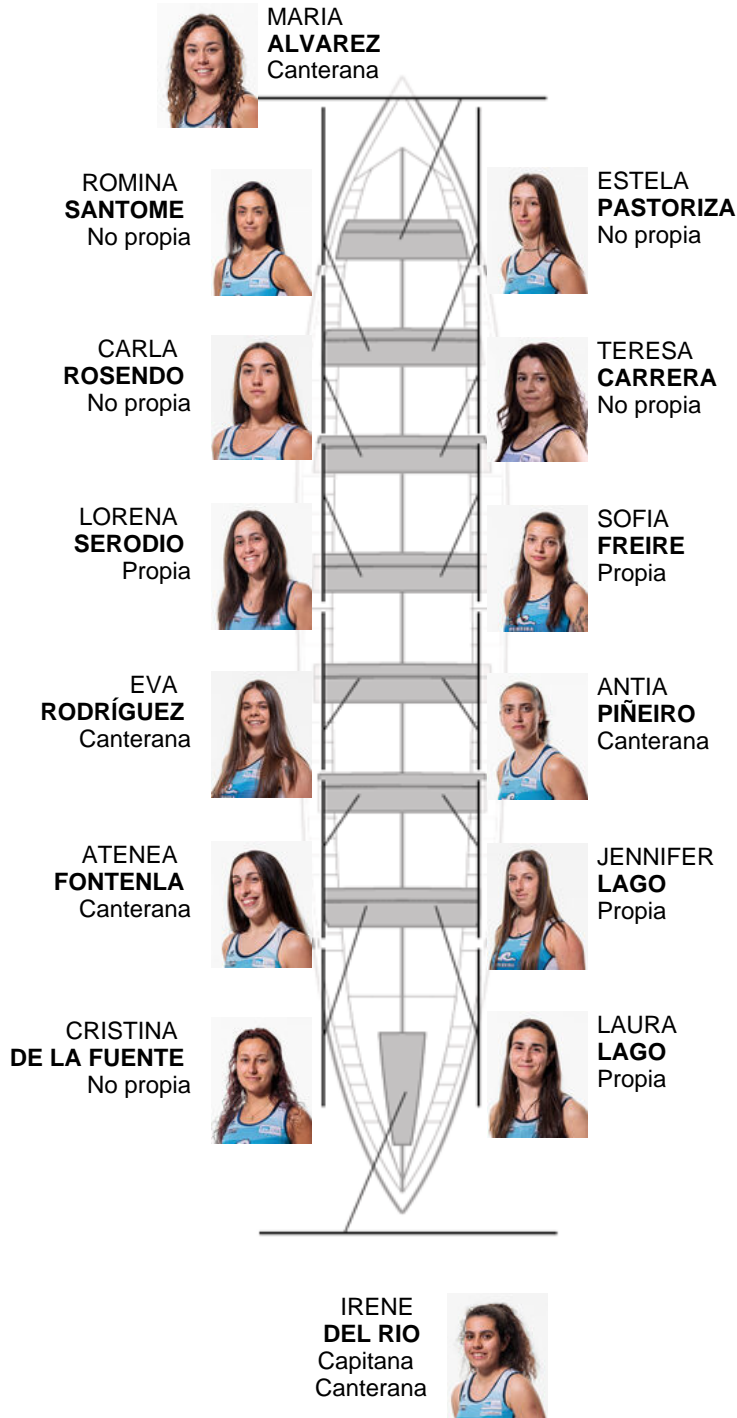 MARIA
ALVAREZ
Canterana
ROMINA
SANTOME
No propia
ESTELA
PASTORIZA
No propia
CARLA
ROSENDO
No propia
TERESA
CARRERA
No propia
LORENA
SERODIO
Propia
SOFIA
FREIRE
Propia
EVA
RODRÍGUEZ
Canterana
ANTIA
PIÑEIRO
Canterana
ATENEA
FONTENLA
Canterana
JENNIFER
LAGO
Propia
CRISTINA
DE LA FUENTE
No propia
LAURA
LAGO
Propia
IRENE
DEL RIO
Capitana
Canterana